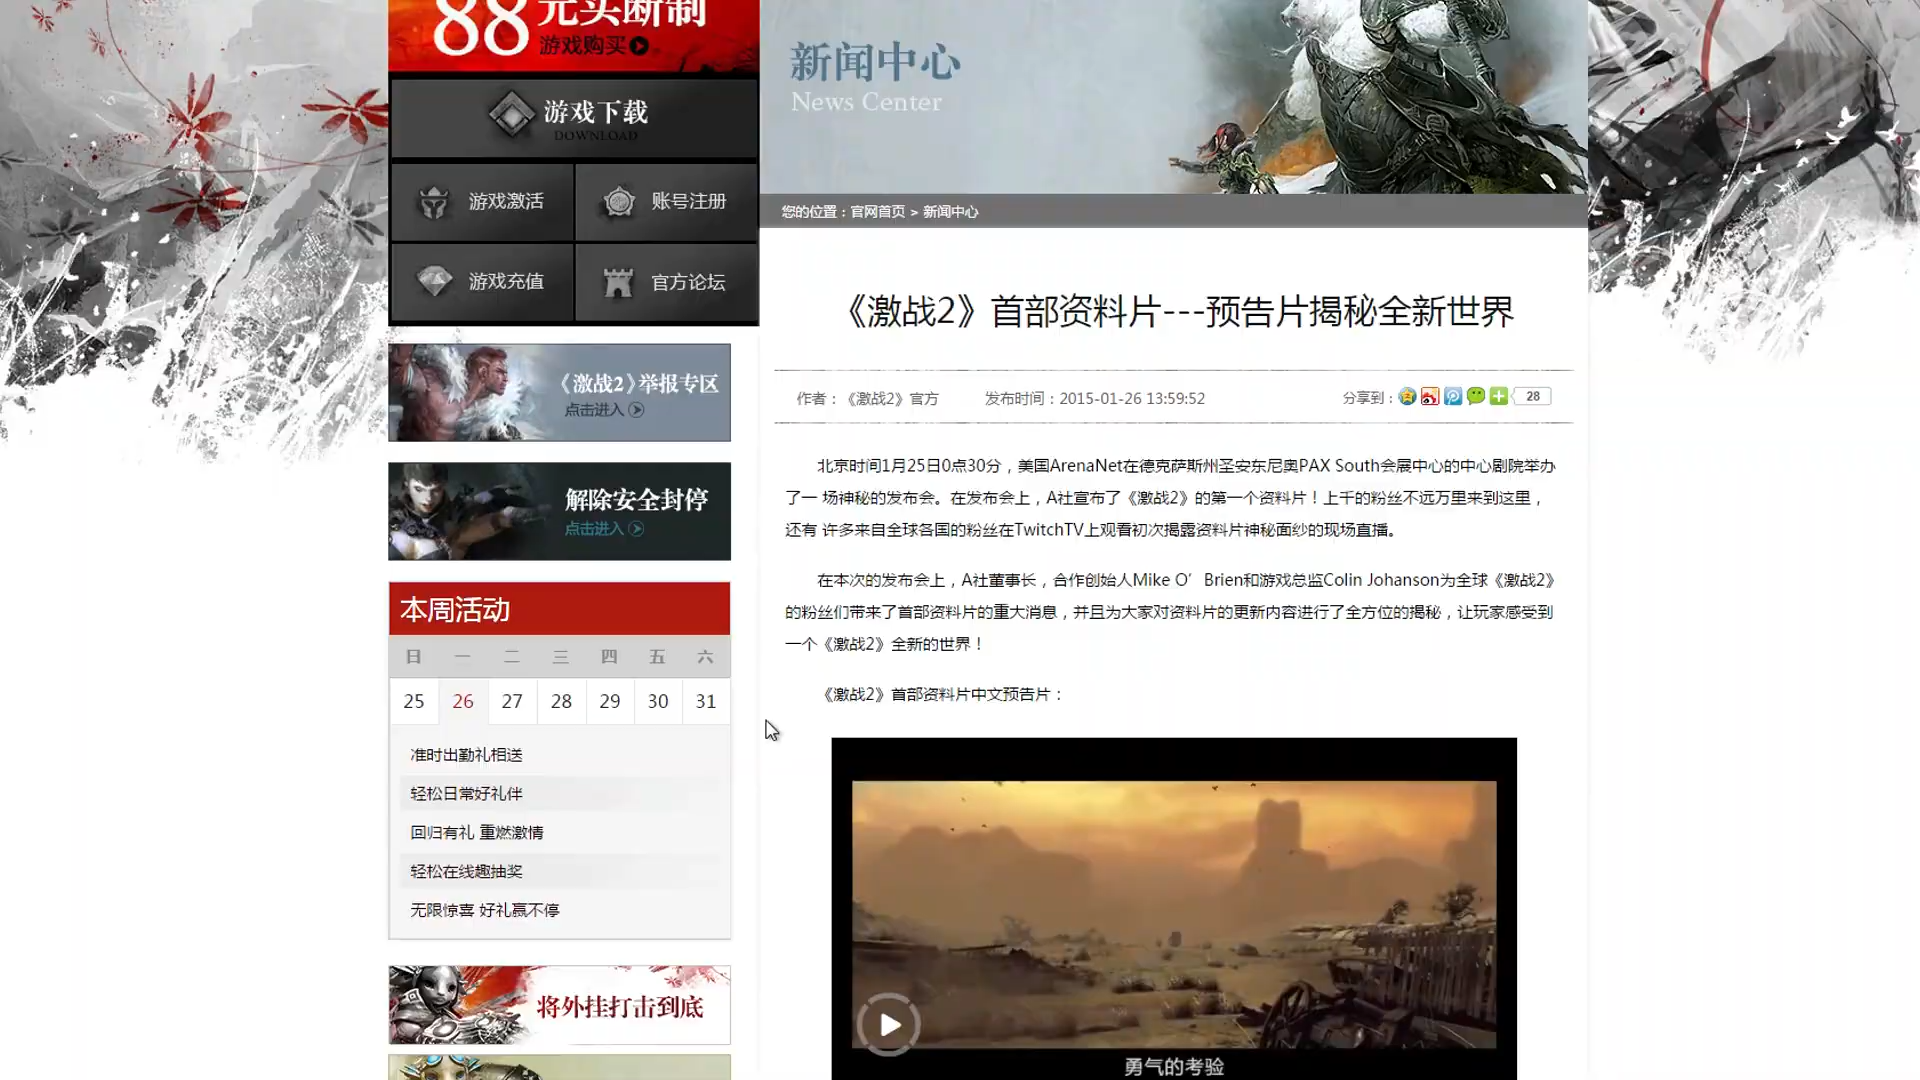 88元买断制
游戏购买
游戏下载
DOWNLOAD
游戏激活
账号注册
游戏充值
官方论坛
《激战2》举报专区
点击进入
解除安全封停
点击进入
本周活动
日 一 二 三 四 五 六
25 26 27 28 29 30 31
准时出勤礼相送
轻松日常好礼伴
回归有礼 重燃激情
轻松在线趣抽奖
无限惊喜 好礼赢不停
将外挂打击到底
新闻中心
News Center
您的位置：官网首页 > 新闻中心
《激战2》首部资料片---预告片揭秘全新世界
作者：《激战2》官方 发布时间：2015-01-26 13:59:52 分享到： 28
北京时间1月25日0点30分，美国ArenaNet在德克萨斯州圣安东尼奥PAX South会展中心的中心剧院举办
了一 场神秘的发布会。在发布会上，A社宣布了《激战2》的第一个资料片！上千的粉丝不远万里来到这里，
还有 许多来自全球各国的粉丝在TwitchTV上观看初次揭露资料片神秘面纱的现场直播。
在本次的发布会上，A社董事长，合作创始人Mike O’Brien和游戏总监Colin Johanson为全球《激战2》
的粉丝们带来了首部资料片的重大消息，并且为大家对资料片的更新内容进行了全方位的揭秘，让玩家感受到
一个《激战2》全新的世界！
《激战2》首部资料片中文预告片：
勇气的考验